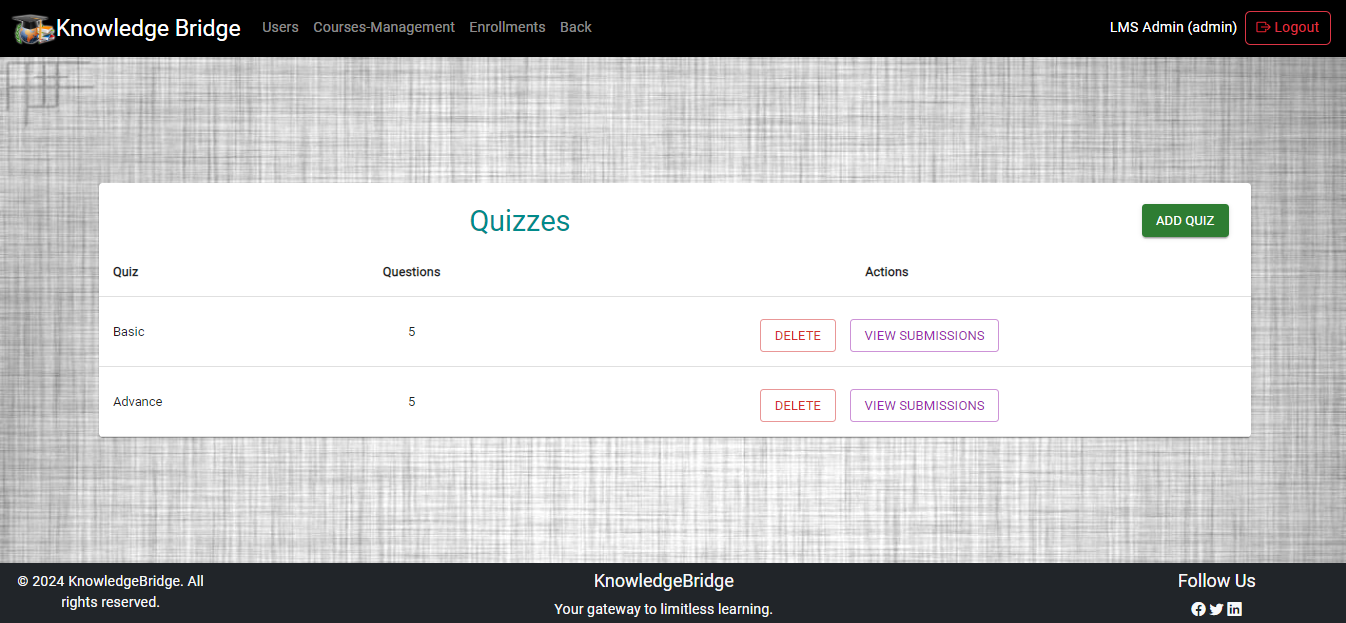 Knowledge Bridge Users Courses-Management Enrollments Back LMS Admin (admin) Logout
Quizzes ADD QUIZ
Quiz Questions Actions
Basic 5 DELETE VIEW SUBMISSIONS
Advance 5 DELETE VIEW SUBMISSIONS
© 2024 KnowledgeBridge. All
rights reserved.
KnowledgeBridge
Your gateway to limitless learning.
Follow Us